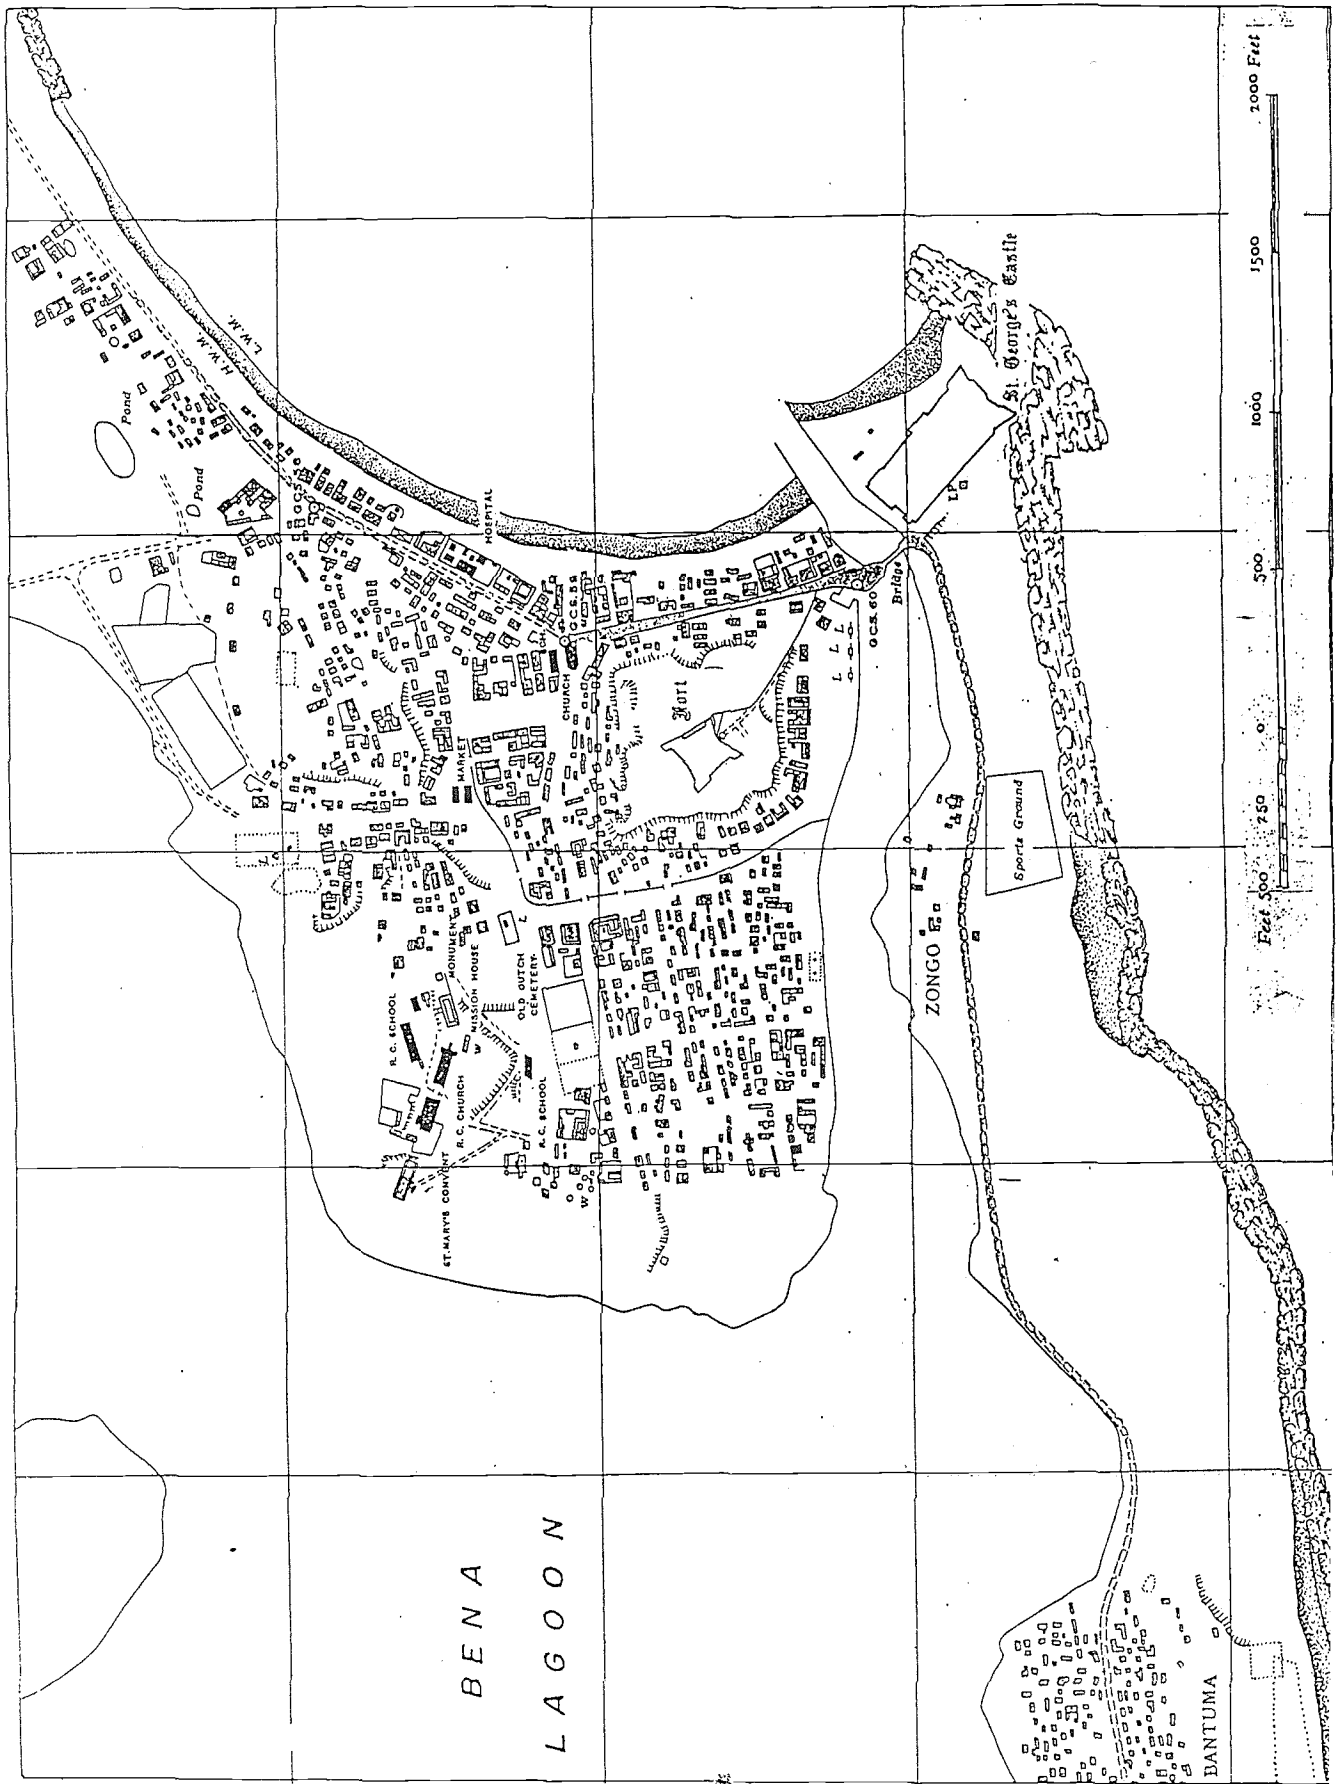 Pond
Pond
H.W.M.
L.W.M.
G.C.S.
HOSPITAL
CHURCH
G.C.S. 59
MARKET
Fort
L
L
L
G.C.S. 60
Bridge
L.P.
St. George's Castle
Sports Ground
ZONGO
L
L
MONUMENT
MISSION HOUSE
W
OLD DUTCH
CEMETERY
R.C. SCHOOL
R.C. CHURCH
R.C. SCHOOL
ST. MARY'S CONVENT
W
BENA
LAGOON
BANTUMA
Feet 500 250 0 500 1000 1500 2000 Feet